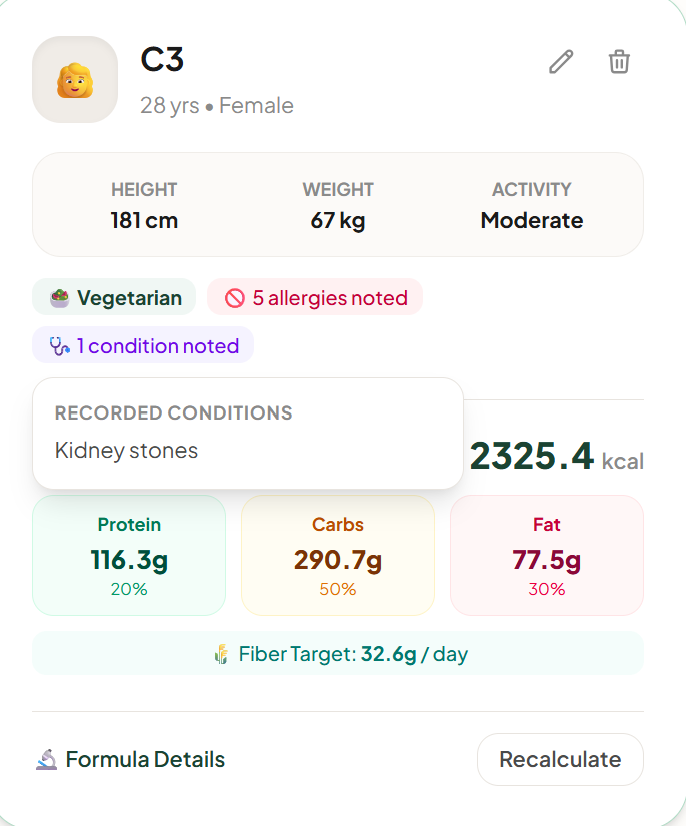 C3
28 yrs • Female
HEIGHT WEIGHT ACTIVITY
181 cm 67 kg Moderate
Vegetarian 5 allergies noted
1 condition noted
RECORDED CONDITIONS
Kidney stones
2325.4 kcal
Protein Carbs Fat
116.3g 290.7g 77.5g
20% 50% 30%
Fiber Target: 32.6g / day
Formula Details Recalculate